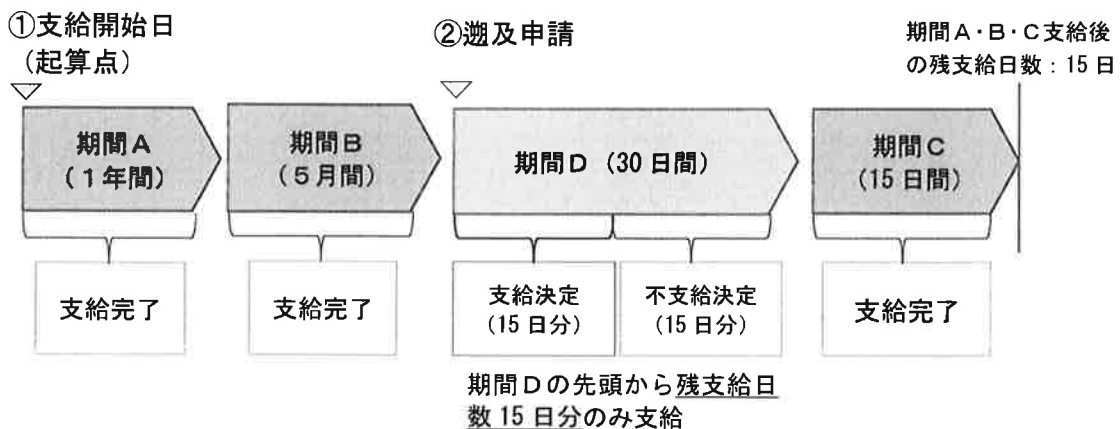 ①支給開始日
（起算点）
②遡及申請
期間Ａ・Ｂ・Ｃ支給後
の残支給日数：15日
期間Ａ
（１年間）
期間Ｂ
（５月間）
期間Ｄ（30日間）
期間Ｃ
（15日間）
支給完了
支給完了
支給決定
（15日分）
不支給決定
（15日分）
支給完了
期間Ｄの先頭から残支給日
数15日分のみ支給